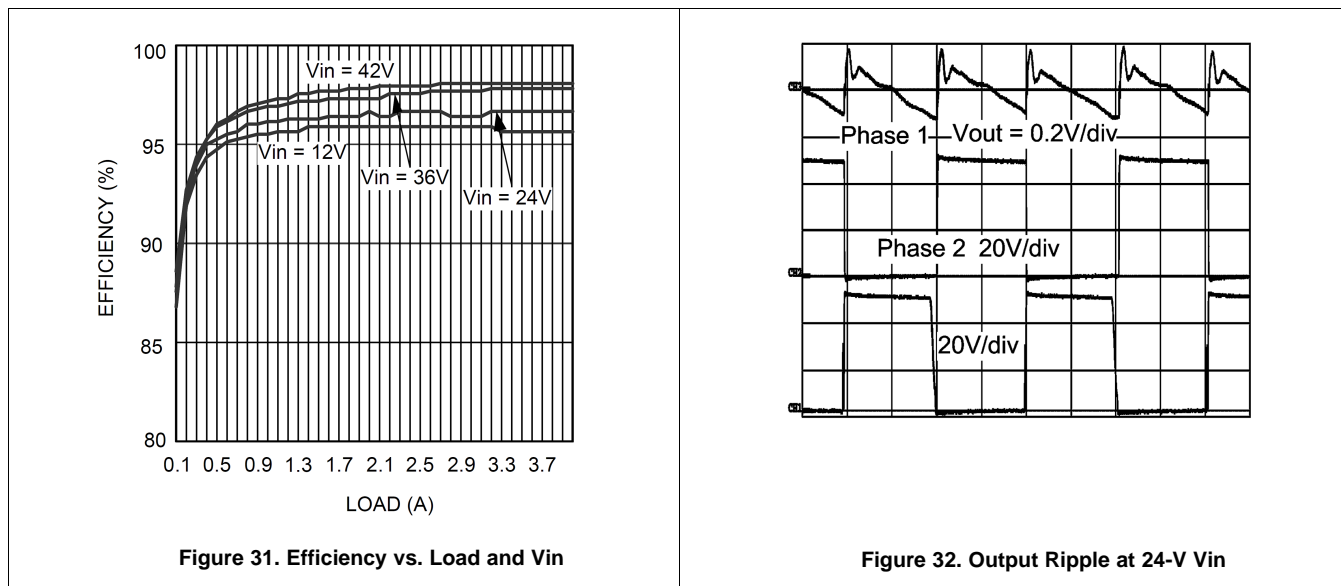 100
95
90
85
80
EFFICIENCY (%)
Vin = 42V
Vin = 12V
Vin = 36V
Vin = 24V
0.1 0.5 0.9 1.3 1.7 2.1 2.5 2.9 3.3 3.7
LOAD (A)
Figure 31. Efficiency vs. Load and Vin
Phase 1 Vout = 0.2V/div
Phase 2 20V/div
20V/div
Figure 32. Output Ripple at 24-V Vin